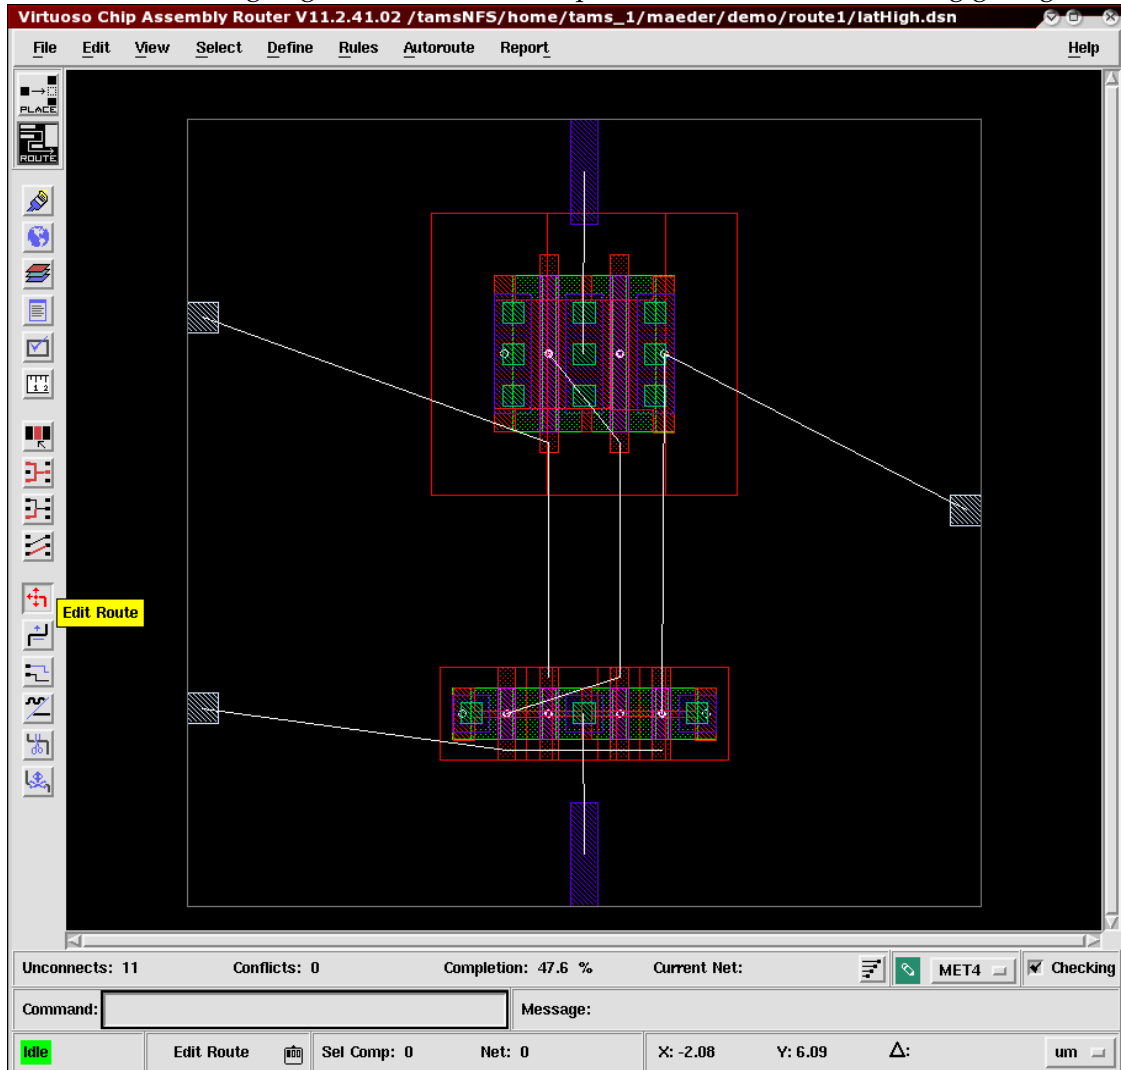 Virtuoso Chip Assembly Router V11.2.41.02 /tamsNFS/home/tams_1/maeder/demo/route1/latHigh.dsn
File Edit View Select Define Rules Autoroute Report Help
PLACE
ROUTE
1 2
Edit Route
Unconnects: 11 Conflicts: 0 Completion: 47.6 % Current Net: MET4 Checking
Command: Message:
Idle Edit Route Sel Comp: 0 Net: 0 X: -2.08 Y: 6.09 Δ: um